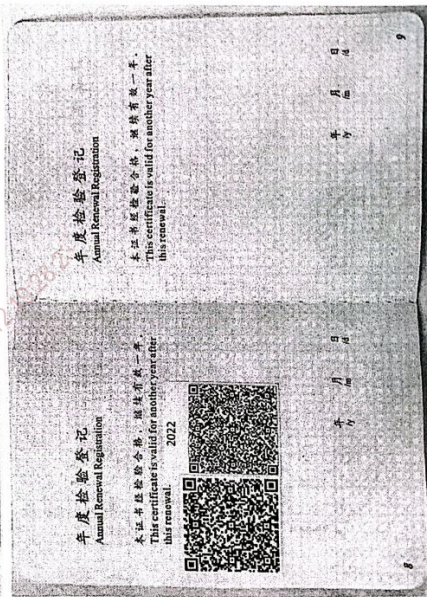 年度检验登记
Annual Renewal Registration
本证书经检验合格，继续有效一年。
This certificate is valid for another year after
this renewal.
2022
年 月 日
/y /m /d
8
年度检验登记
Annual Renewal Registration
本证书经检验合格，继续有效一年。
This certificate is valid for another year after
this renewal.
年 月 日
/y /m /d
9